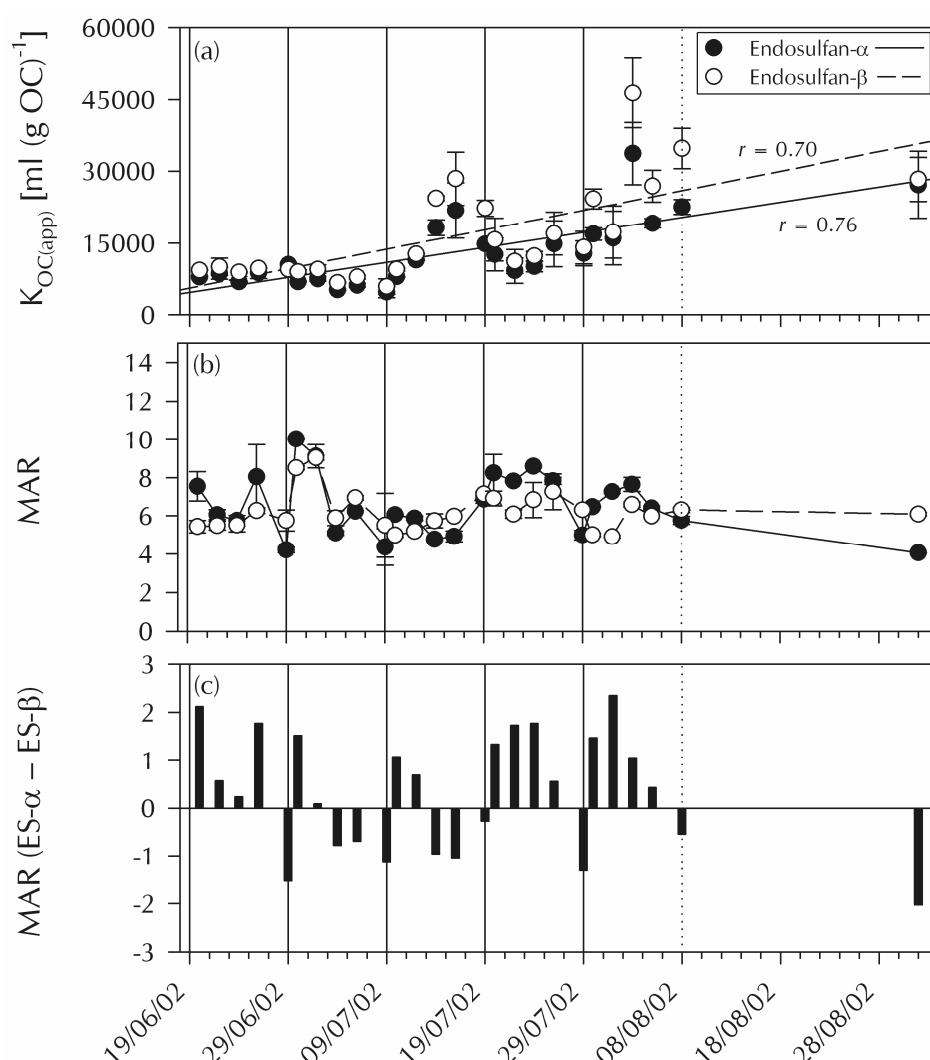 60000
45000
30000
15000
0
K_OC(app) [ml (g OC)^-1]
(a)
Endosulfan-α
Endosulfan-β
r = 0.70
r = 0.76
14
12
10
8
6
4
2
0
MAR
(b)
3
2
1
0
-1
-2
-3
MAR (ES-α – ES-β)
(c)
19/06/02
29/06/02
09/07/02
19/07/02
29/07/02
08/08/02
18/08/02
28/08/02